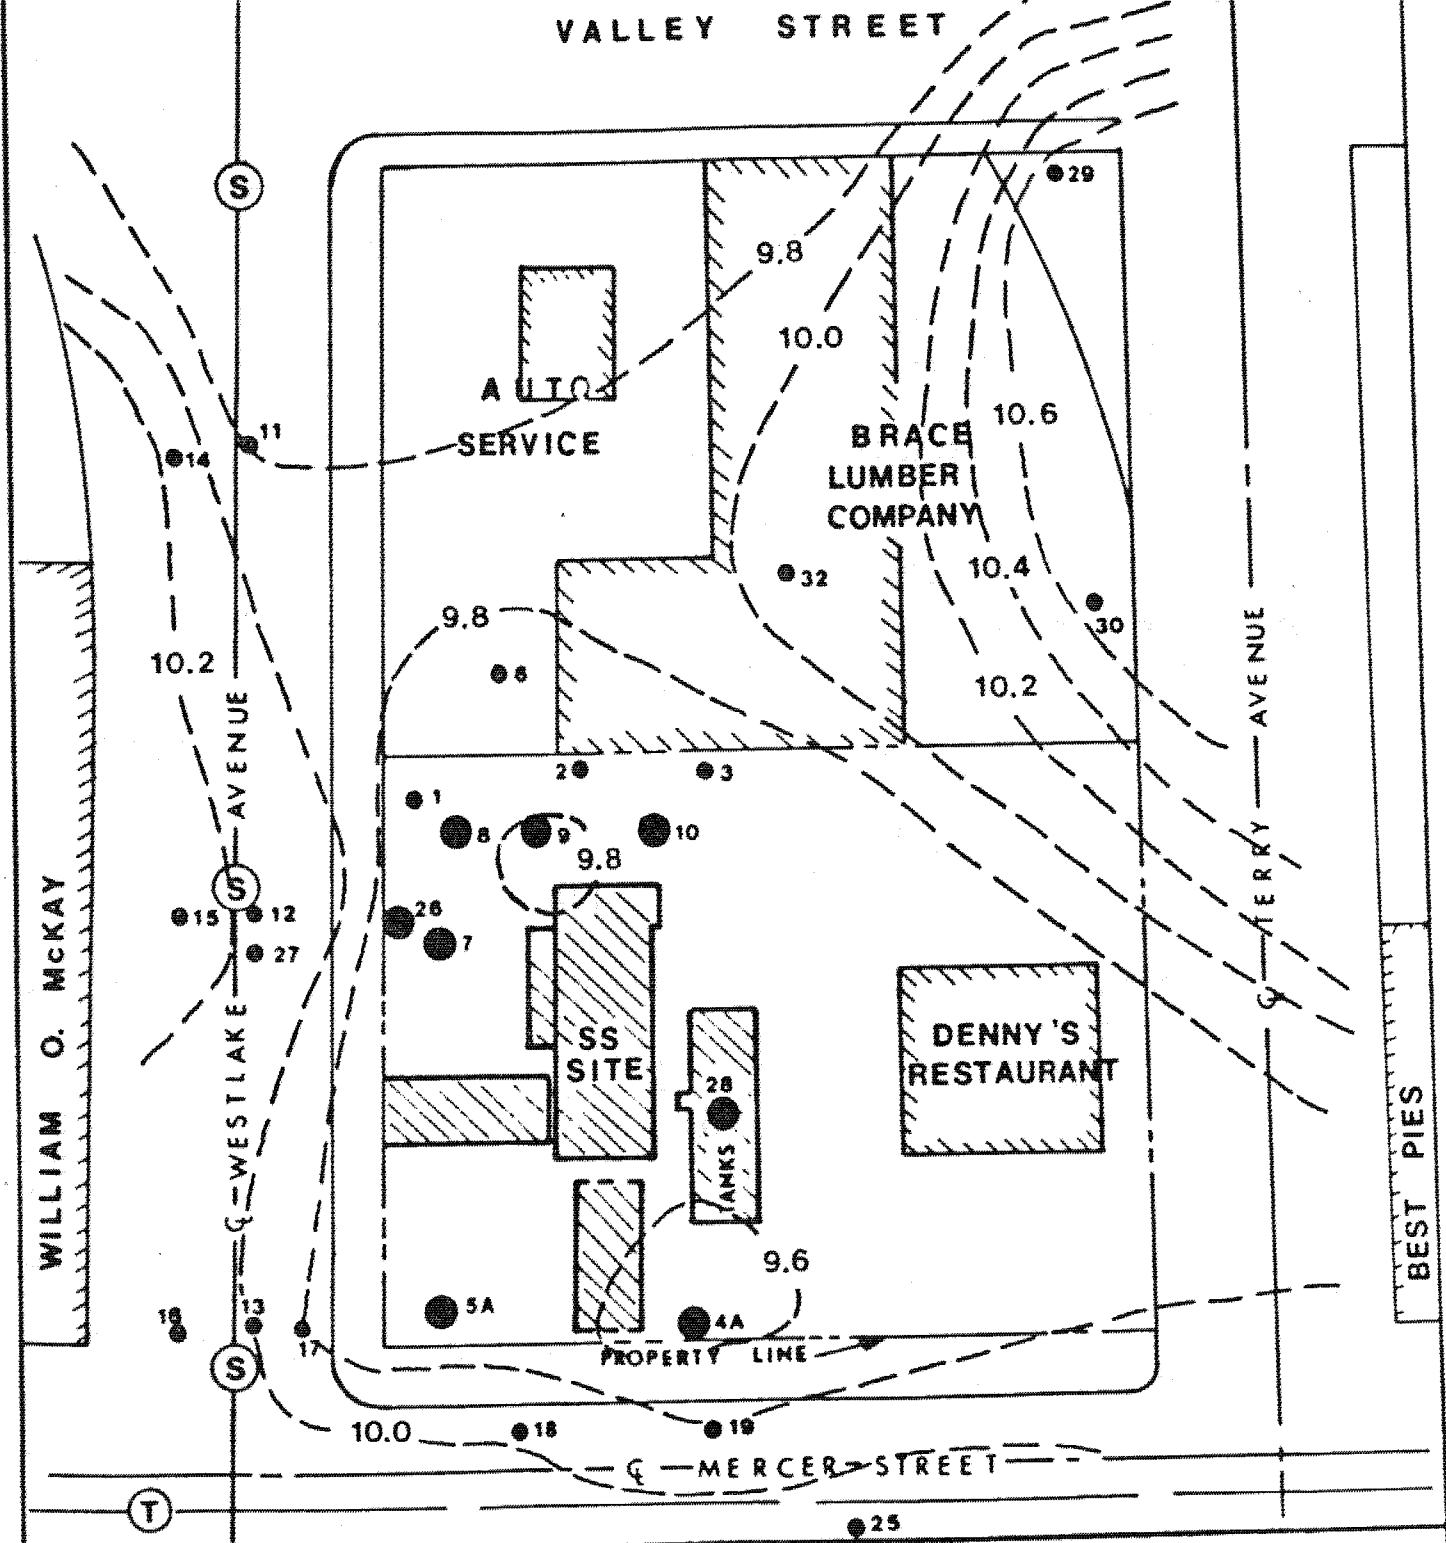 VALLEY STREET
S
29
9.8
10.0
AUTO
SERVICE
10.6
11
14
BRACE
LUMBER
COMPANY
10.4
32
30
9.8
6
10.2
10.2
2
3
1
8
9
10
9.8
26
7
S
15
12
27
WESTLAKE AVENUE
TERRY AVENUE
WILLIAM O. McKAY
SS
SITE
DENNY'S
RESTAURANT
28
TANKS
BEST PIES
9.6
5A
4A
16
13
17
S
PROPERTY LINE
10.0
18
19
℄ MERCER STREET
T
25